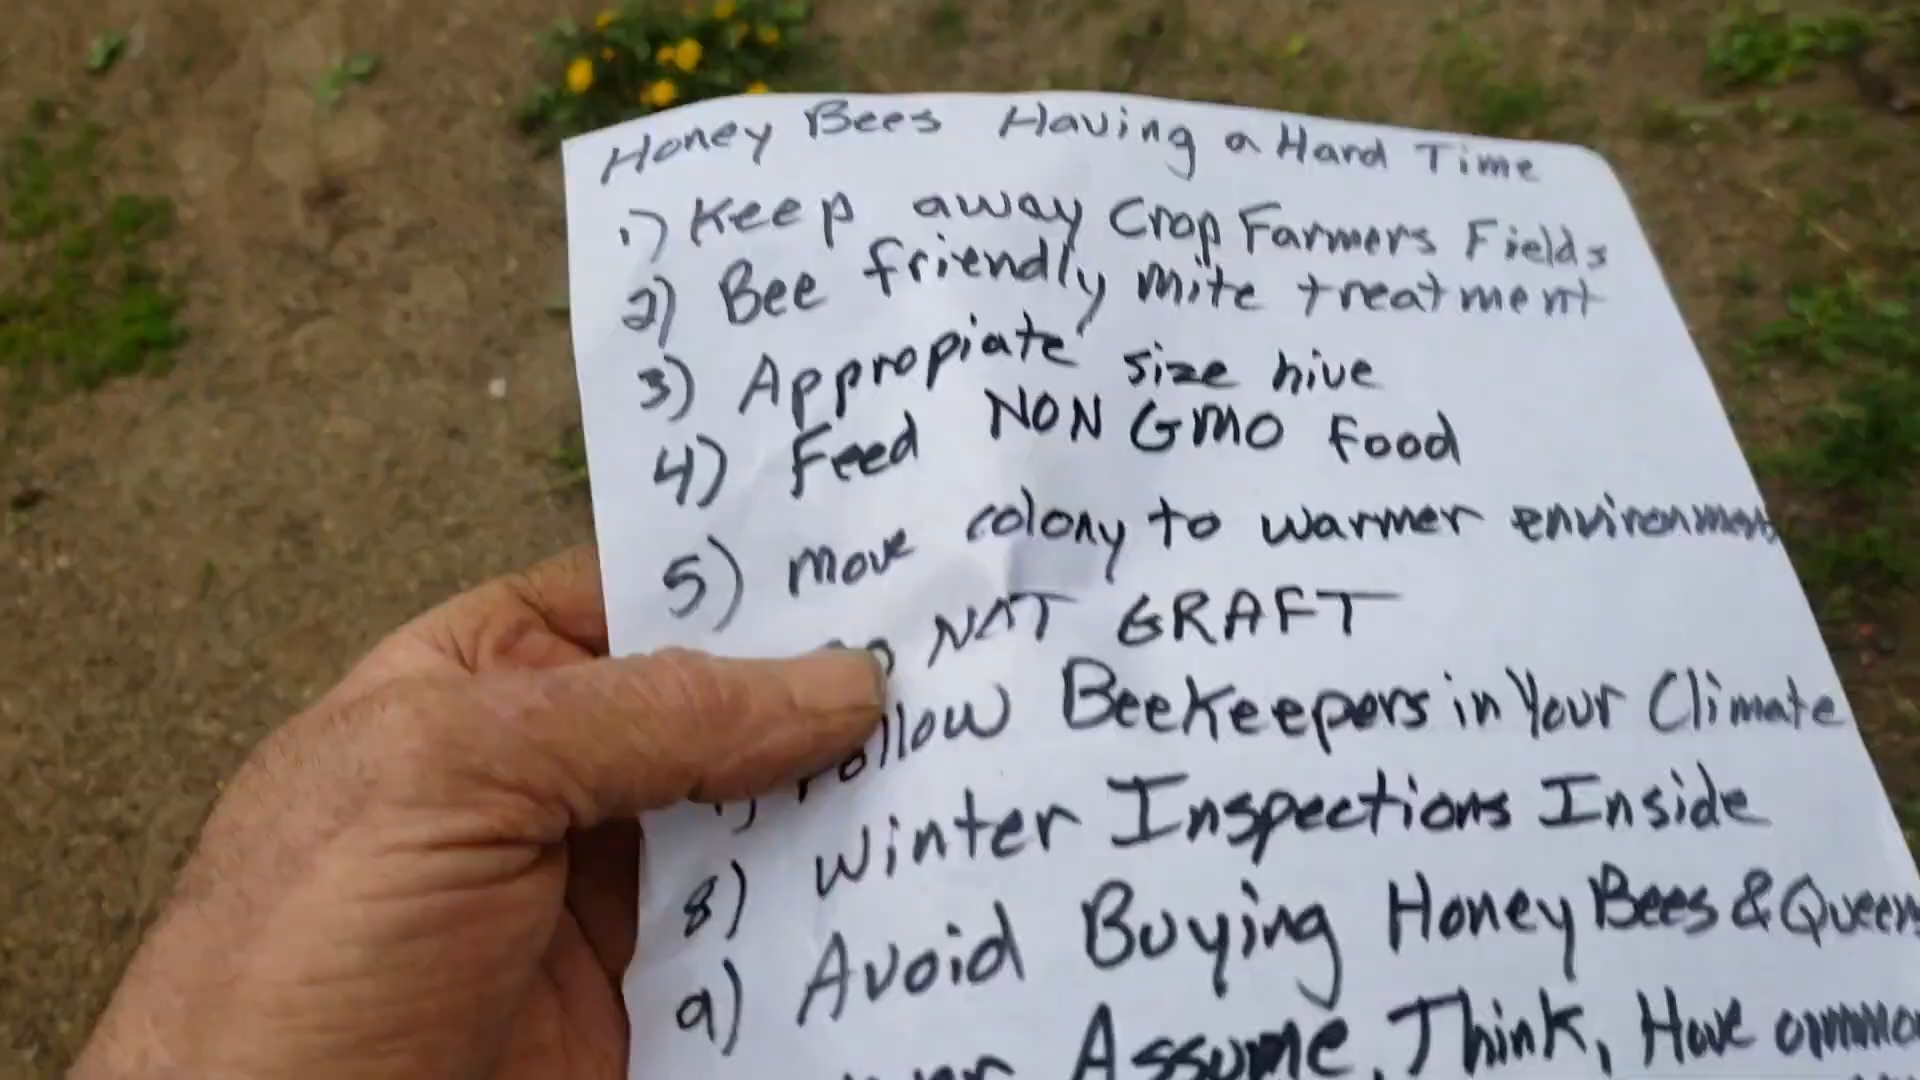 Honey Bees Having a Hard Time
1) Keep away Crop Farmers Fields
2) Bee friendly mite treatment
3) Appropiate size hive
4) Feed NON GMO Food
5) move colony to warmer environment
NOT GRAFT
Beekeepers in Your Climate
8) Winter Inspections Inside
9) Avoid Buying Honey Bees & Queens
Assume, Think, Have